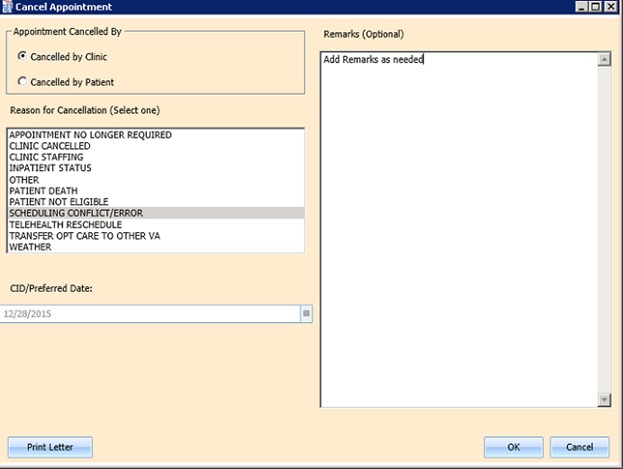 Cancel Appointment
Appointment Cancelled By
Cancelled by Clinic
Cancelled by Patient
Reason for Cancellation (Select one)
APPOINTMENT NO LONGER REQUIRED
CLINIC CANCELLED
CLINIC STAFFING
INPATIENT STATUS
OTHER
PATIENT DEATH
PATIENT NOT ELIGIBLE
SCHEDULING CONFLICT/ERROR
TELEHEALTH RESCHEDULE
TRANSFER OPT CARE TO OTHER VA
WEATHER
CID/Preferred Date:
12/28/2015
Remarks (Optional)
Add Remarks as needed
Print Letter
OK
Cancel